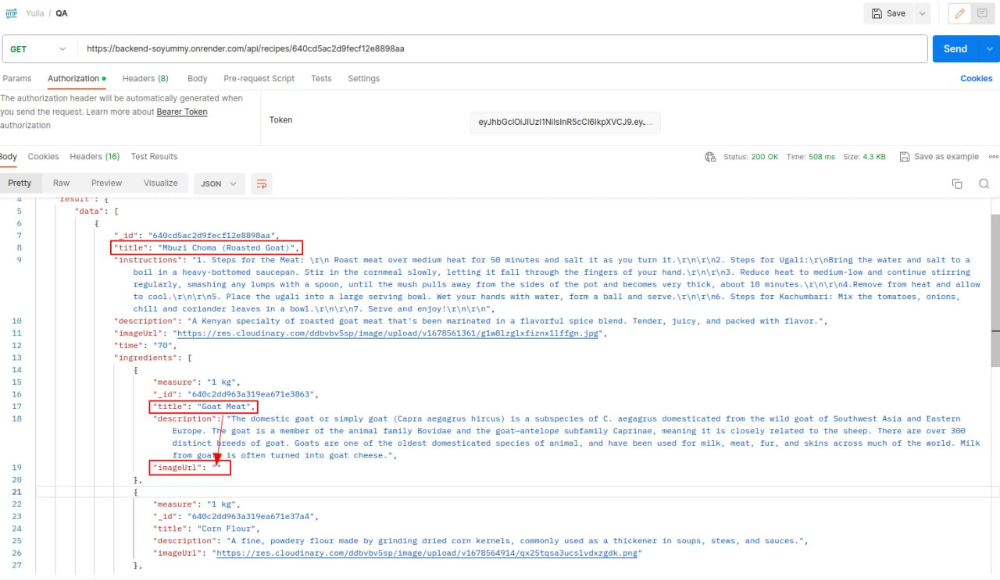 HTTP Yulia / QA Save
GET https://backend-soyummy.onrender.com/api/recipes/640cd5ac2d9fecf12e8898aa Send
Params Authorization Headers (8) Body Pre-request Script Tests Settings Cookies
The authorization header will be automatically generated when
you send the request. Learn more about Bearer Token
authorization
Token eyJhbGciOiJIUzI1NiIsInR5cCI6IkpXVCJ9.ey...
Body Cookies Headers (16) Test Results Status: 200 OK Time: 508 ms Size: 4.3 KB Save as example
Pretty Raw Preview Visualize JSON
4 "result": {
5 "data": [
6 {
7 "_id": "640cd5ac2d9fecf12e8898aa",
8 "title": "Mbuzi Choma (Roasted Goat)",
9 "instructions": "1. Steps for the Meat: \r\n Roast meat over medium heat for 50 minutes and salt it as you turn it.\r\n\r\n2. Steps for Ugali:\r\nBring the water and salt to a
boil in a heavy-bottomed saucepan. Stir in the cornmeal slowly, letting it fall through the fingers of your hand.\r\n\r\n3. Reduce heat to medium-low and continue stirring
regularly, smashing any lumps with a spoon, until the mush pulls away from the sides of the pot and becomes very thick, about 10 minutes.\r\n\r\n4.Remove from heat and allow
to cool.\r\n\r\n5. Place the ugali into a large serving bowl. Wet your hands with water, form a ball and serve.\r\n\r\n6. Steps for Kachumbari: Mix the tomatoes, onions,
chili and coriander leaves in a bowl.\r\n\r\n7. Serve and enjoy!\r\n\r\n",
10 "description": "A Kenyan specialty of roasted goat meat that's been marinated in a flavorful spice blend. Tender, juicy, and packed with flavor.",
11 "imageUrl": "https://res.cloudinary.com/ddbvbv5sp/image/upload/v1678561361/g1w8lzglxfiznx1lffgn.jpg",
12 "time": "70",
13 "ingredients": [
14 {
15 "measure": "1 kg",
16 "_id": "640c2dd963a319ea671e3863",
17 "title": "Goat Meat",
18 "description": "The domestic goat or simply goat (Capra aegagrus hircus) is a subspecies of C. aegagrus domesticated from the wild goat of Southwest Asia and Eastern
Europe. The goat is a member of the animal family Bovidae and the goat—antelope subfamily Caprinae, meaning it is closely related to the sheep. There are over 300
distinct breeds of goat. Goats are one of the oldest domesticated species of animal, and have been used for milk, meat, fur, and skins across much of the world. Milk
from goats is often turned into goat cheese.",
19 "imageUrl": ""
20 },
21 {
22 "measure": "1 kg",
23 "_id": "640c2dd963a319ea671e37a4",
24 "title": "Corn Flour",
25 "description": "A fine, powdery flour made by grinding dried corn kernels, commonly used as a thickener in soups, stews, and sauces.",
26 "imageUrl": "https://res.cloudinary.com/ddbvbv5sp/image/upload/v1678564914/qx25tqsa3ucslvdxzgdk.png"
27 },